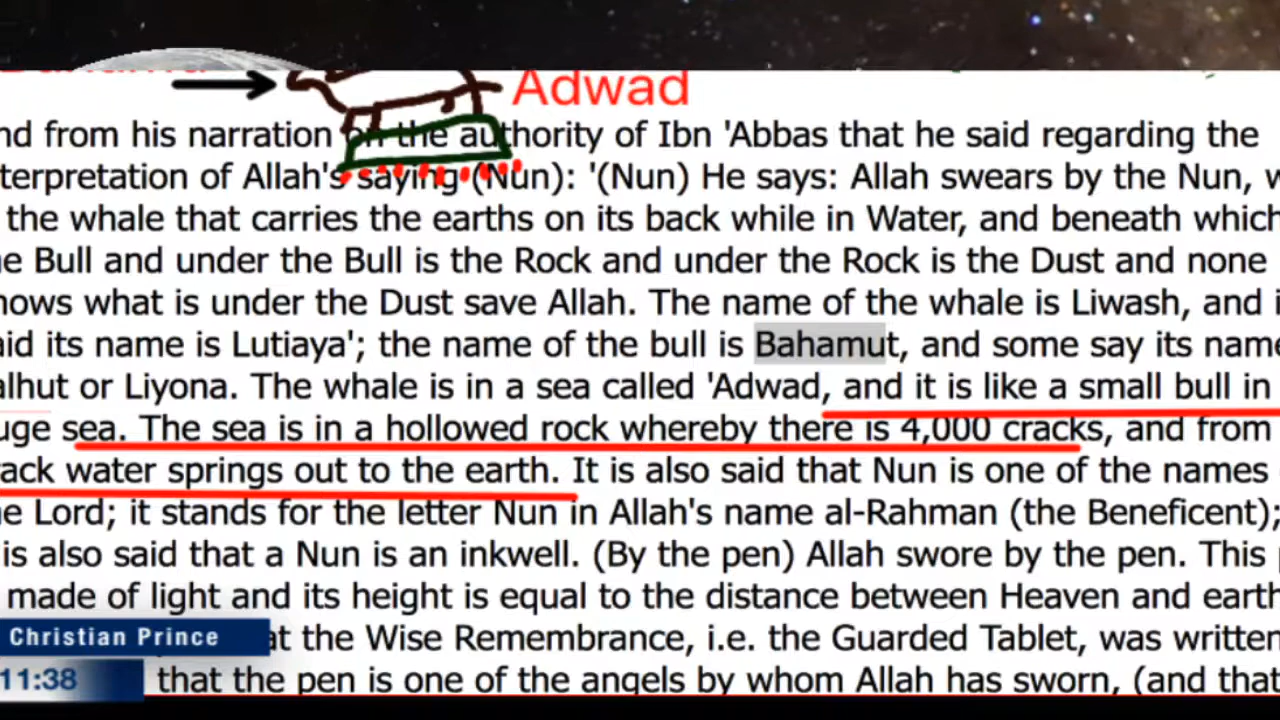 Adwad
nd from his narration on the authority of Ibn 'Abbas that he said regarding the
terpretation of Allah's saying (Nun): '(Nun) He says: Allah swears by the Nun, w
the whale that carries the earths on its back while in Water, and beneath which
e Bull and under the Bull is the Rock and under the Rock is the Dust and none
nows what is under the Dust save Allah. The name of the whale is Liwash, and i
aid its name is Lutiaya'; the name of the bull is Bahamut, and some say its name
alhut or Liyona. The whale is in a sea called 'Adwad, and it is like a small bull in
uge sea. The sea is in a hollowed rock whereby there is 4,000 cracks, and from
rack water springs out to the earth. It is also said that Nun is one of the names
e Lord; it stands for the letter Nun in Allah's name al-Rahman (the Beneficent);
is also said that a Nun is an inkwell. (By the pen) Allah swore by the pen. This
made of light and its height is equal to the distance between Heaven and earth
at the Wise Remembrance, i.e. the Guarded Tablet, was written
that the pen is one of the angels by whom Allah has sworn, (and that
Christian Prince
11:38